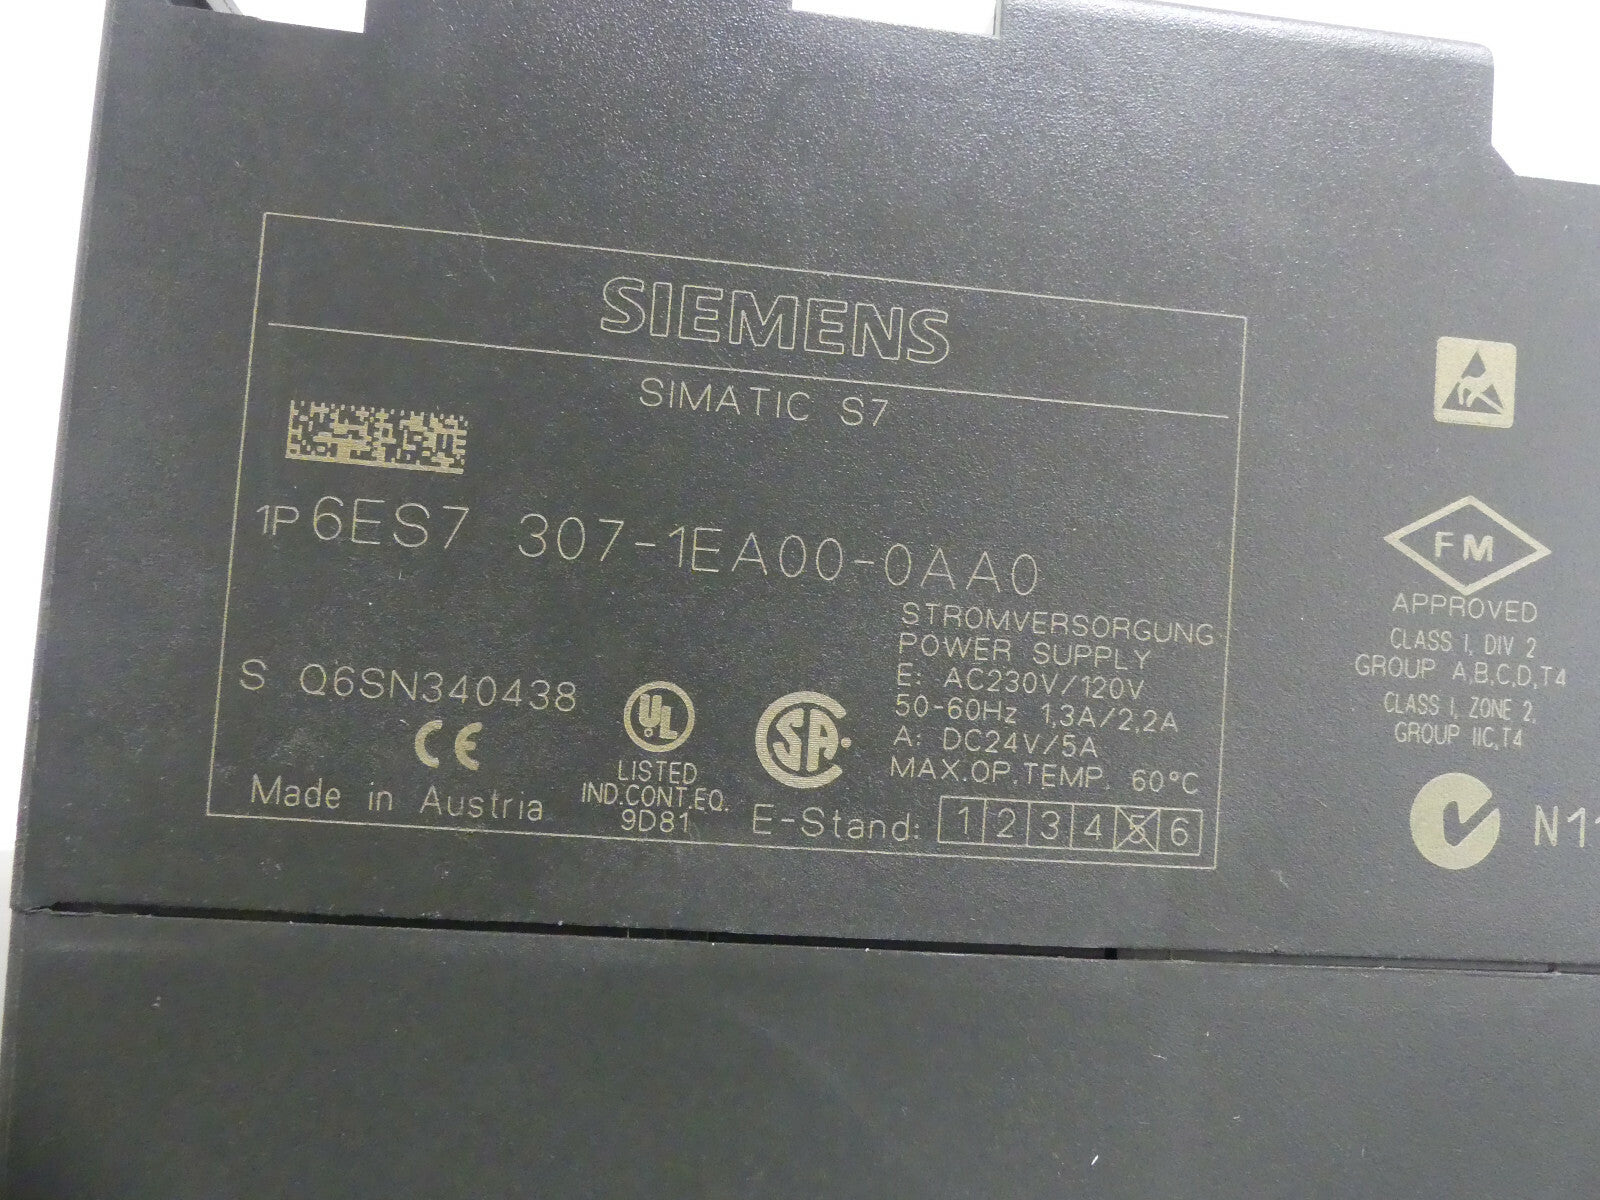 SIEMENS
SIMATIC S7
1P 6ES7 307-1EA00-0AA0
STROMVERSORGUNG
POWER SUPPLY
E: AC230V/120V
50-60Hz 1,3A/2,2A
A: DC24V/5A
MAX.OP.TEMP. 60°C
S Q6SN340438
CE
Made in Austria
UL
LISTED
IND.CONT.EQ.
9D81
SA
E-Stand: 1 2 3 4 5 6
FM
APPROVED
CLASS I, DIV 2
GROUP A,B,C,D,T4
CLASS I, ZONE 2,
GROUP IIC,T4